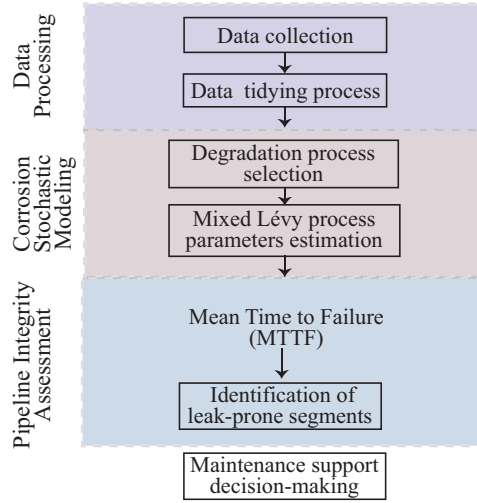 Data
Processing
Data collection
Data tidying process
Corrosion
Stochastic
Modeling
Degradation process
selection
Mixed Lévy process
parameters estimation
Pipeline Integrity
Assessment
Mean Time to Failure
(MTTF)
Identification of
leak-prone segments
Maintenance support
decision-making